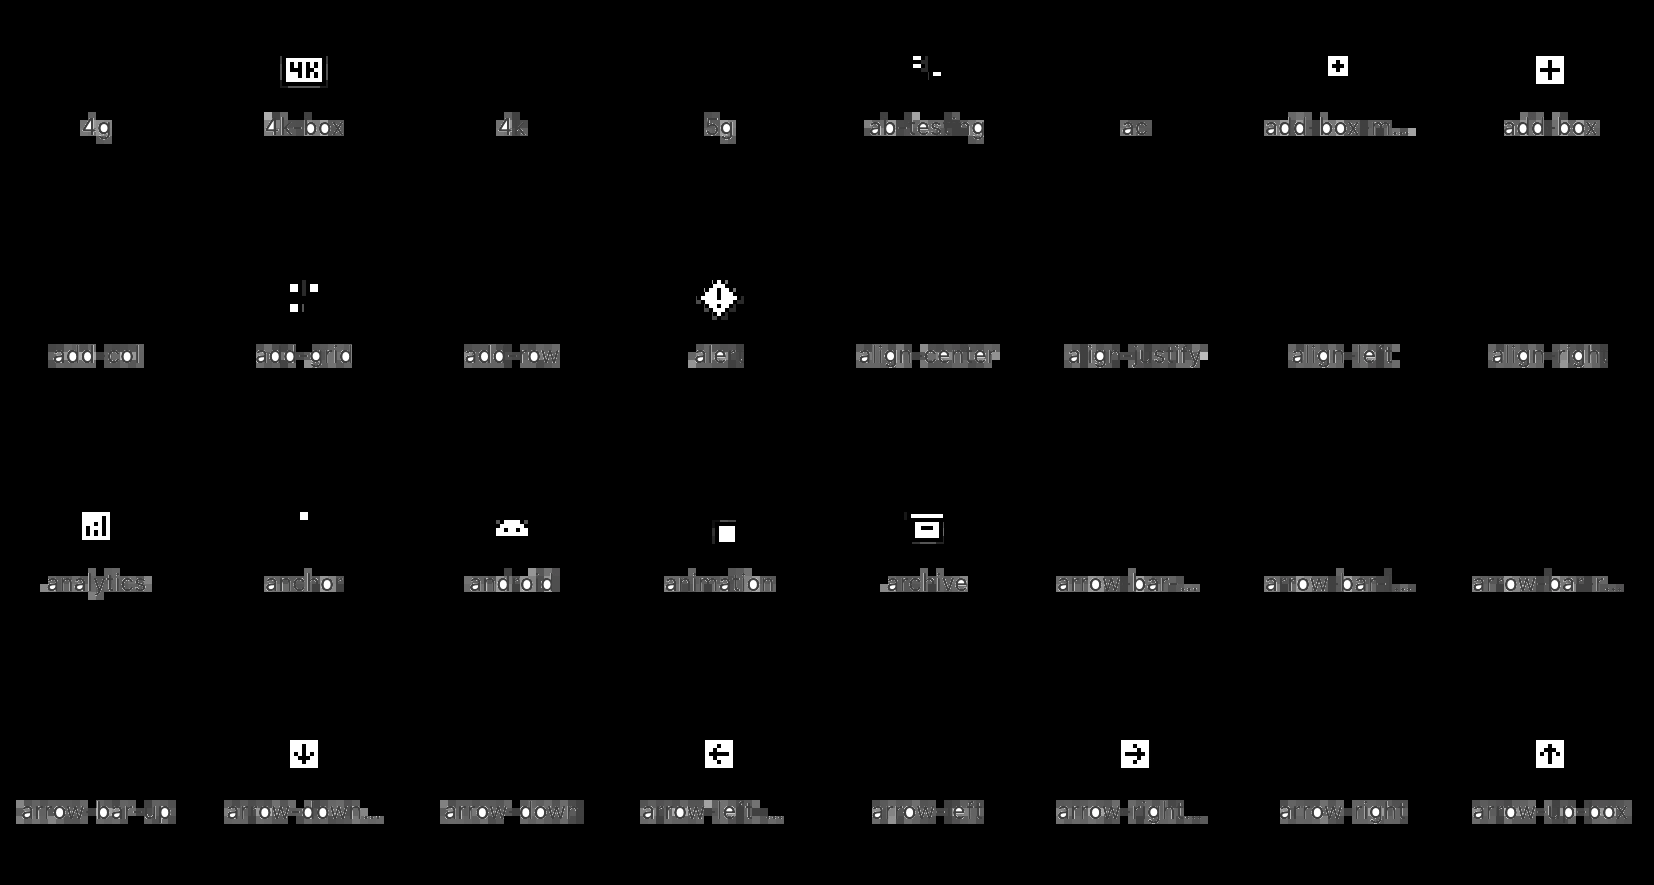 4K
4g 4k-box 4k 5g ab-testing ac add-box-m... add-box
add-col add-grid add-row alert align-center align-justify align-left align-right
analytics anchor android animation archive arrow-bar-... arrow-bar-l... arrow-bar-r...
arrow-bar-up arrow-down-... arrow-down arrow-left-... arrow-left arrow-right-... arrow-right arrow-up-box